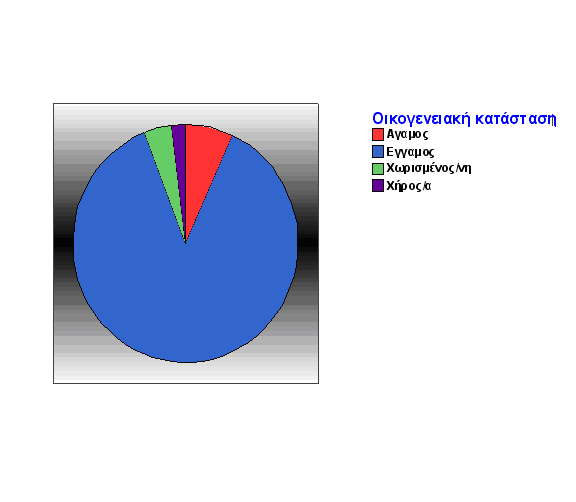 Οικογενειακή κατάσταση
Αγαμος
Εγγαμος
Χωρισμένος/νη
Χήρος/α